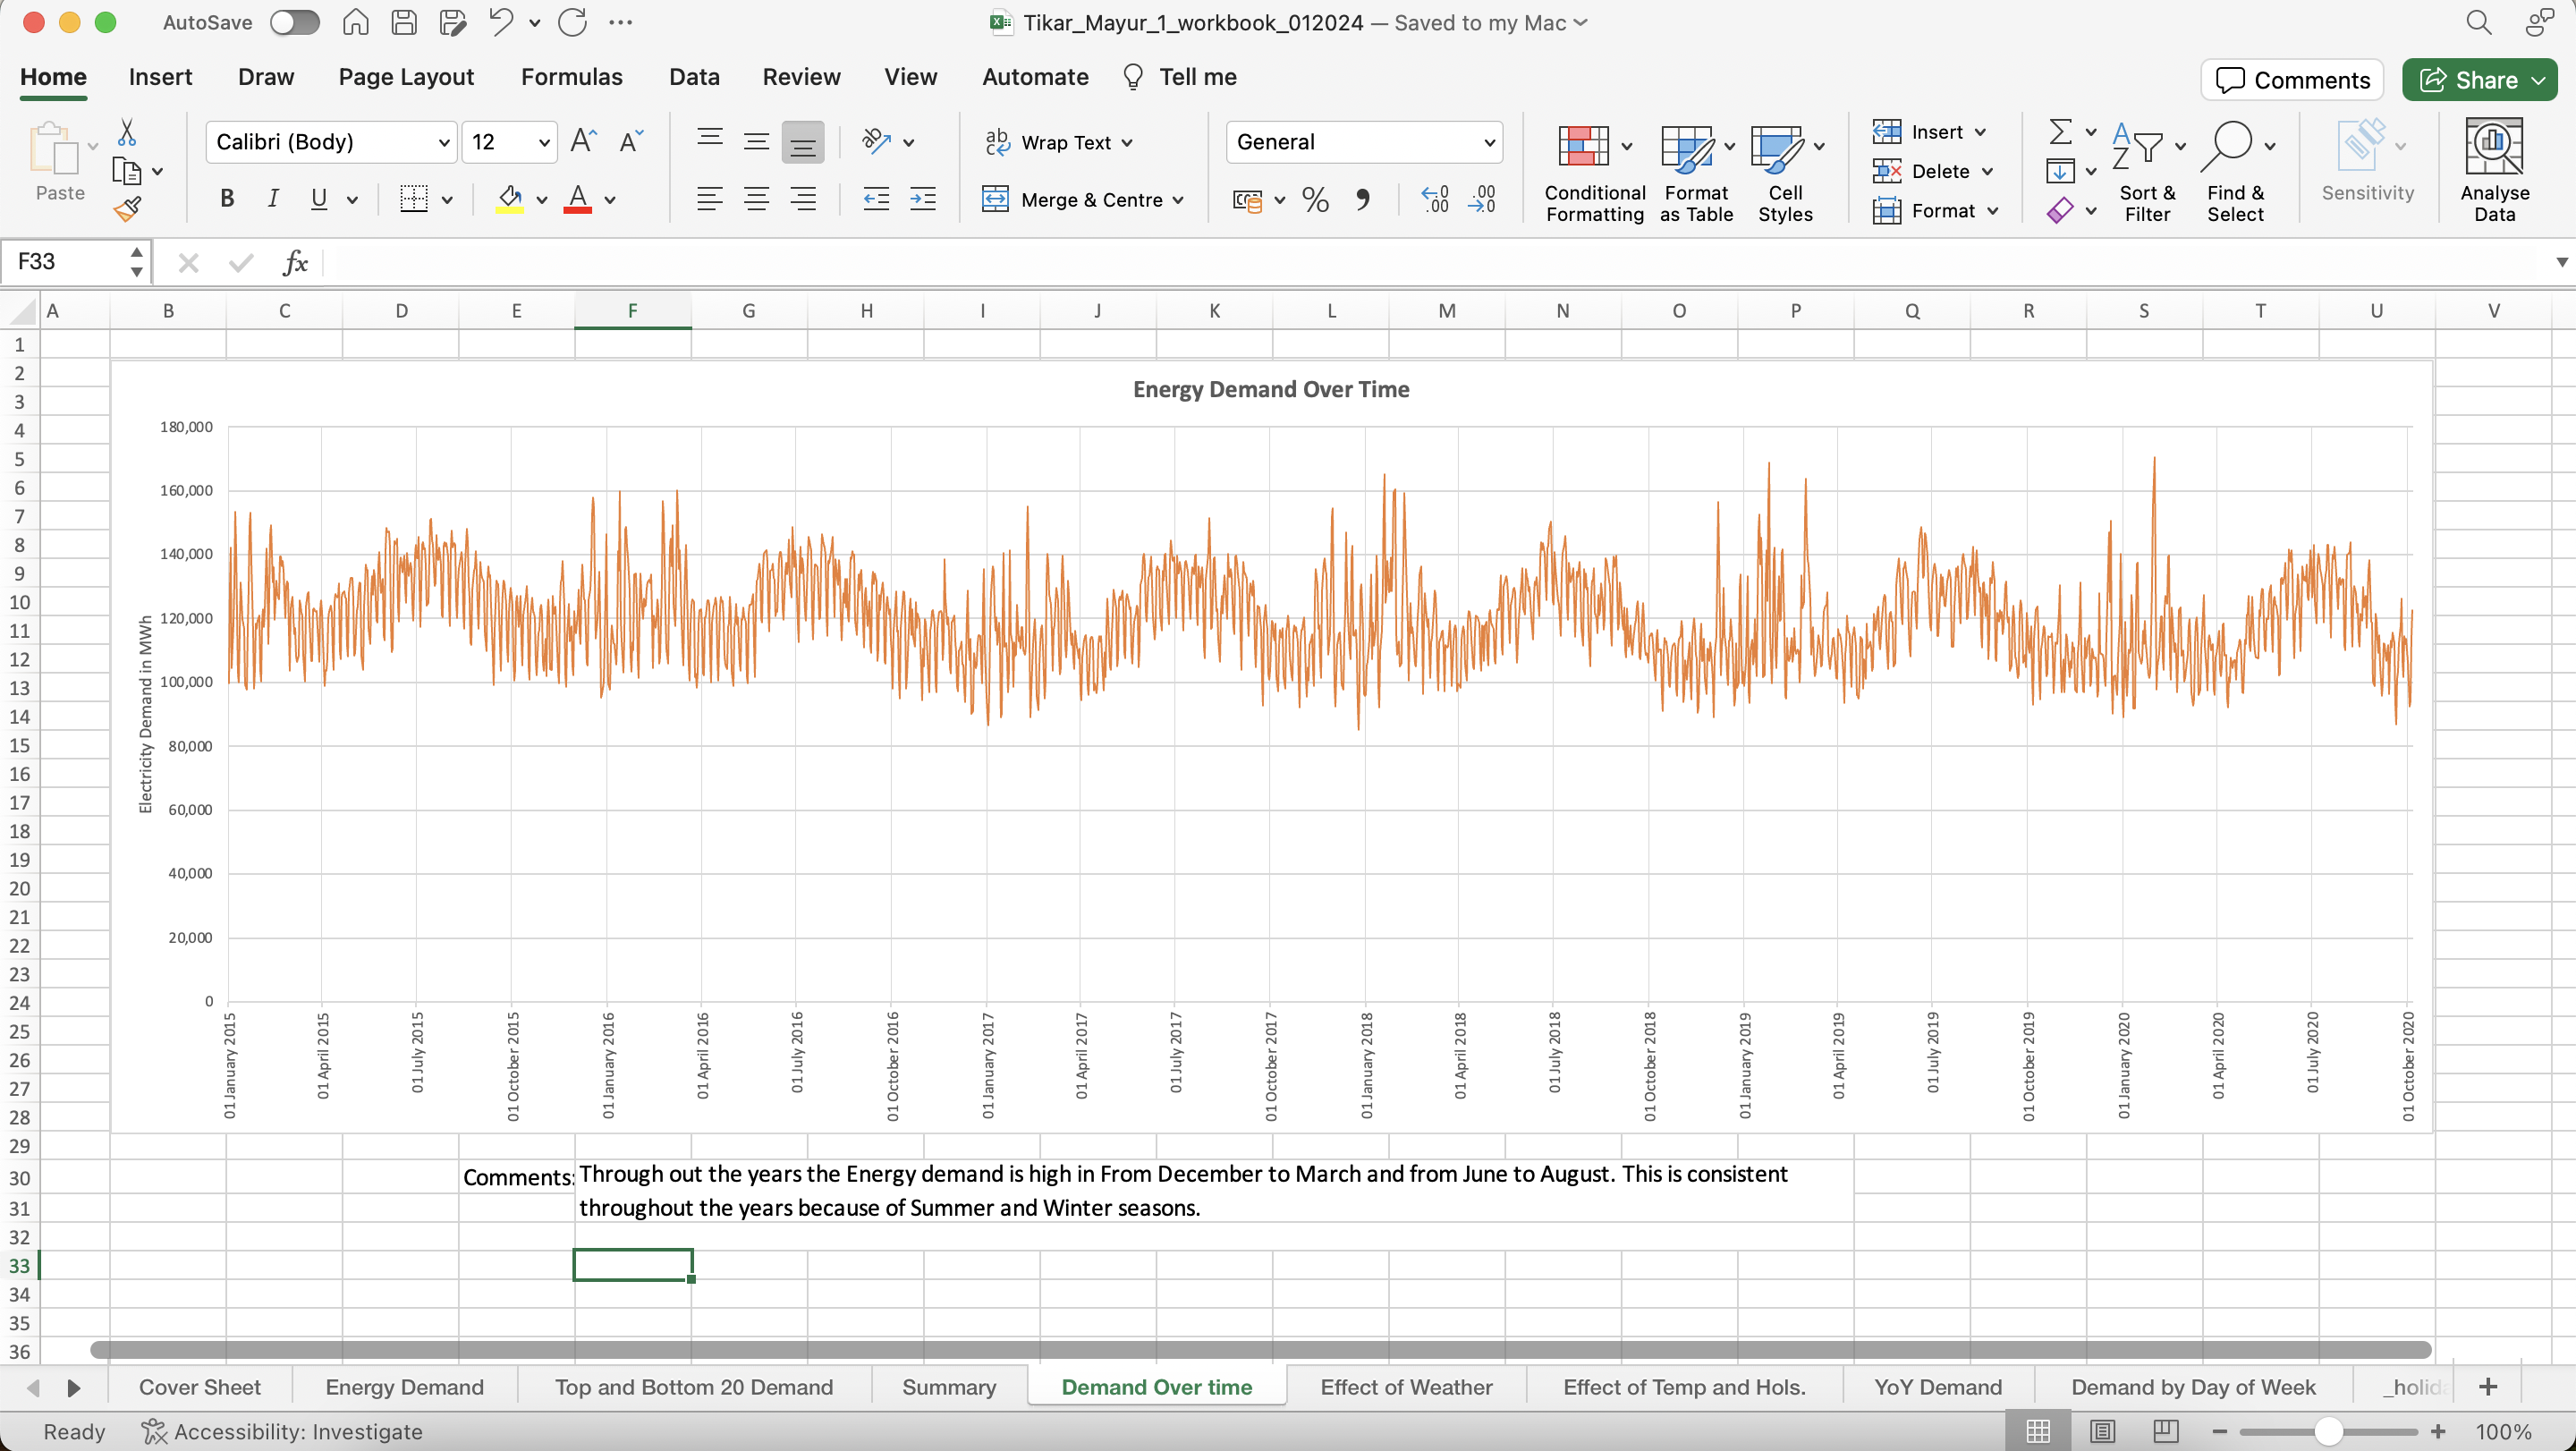 AutoSave
Tikar_Mayur_1_workbook_012024 — Saved to my Mac
Home Insert Draw Page Layout Formulas Data Review View Automate Tell me Comments Share
Paste
Calibri (Body) 12
B I U
Wrap Text
Merge & Centre
General
Conditional Formatting
Format as Table
Cell Styles
Insert
Delete
Format
Sort & Filter
Find & Select
Sensitivity
Analyse Data
F33 fx
A B C D E F G H I J K L M N O P Q R S T U V
1
2
3
4
5
6
7
8
9
10
11
12
13
14
15
16
17
18
19
20
21
22
23
24
25
26
27
28
29
30
31
32
33
34
35
36
Energy Demand Over Time
Electricity Demand in MWh
180,000
160,000
140,000
120,000
100,000
80,000
60,000
40,000
20,000
0
01 January 2015
01 April 2015
01 July 2015
01 October 2015
01 January 2016
01 April 2016
01 July 2016
01 October 2016
01 January 2017
01 April 2017
01 July 2017
01 October 2017
01 January 2018
01 April 2018
01 July 2018
01 October 2018
01 January 2019
01 April 2019
01 July 2019
01 October 2019
01 January 2020
01 April 2020
01 July 2020
01 October 2020
Comments: Through out the years the Energy demand is high in From December to March and from June to August. This is consistent
throughout the years because of Summer and Winter seasons.
Cover Sheet Energy Demand Top and Bottom 20 Demand Summary Demand Over time Effect of Weather Effect of Temp and Hols. YoY Demand Demand by Day of Week
Ready Accessibility: Investigate 100%